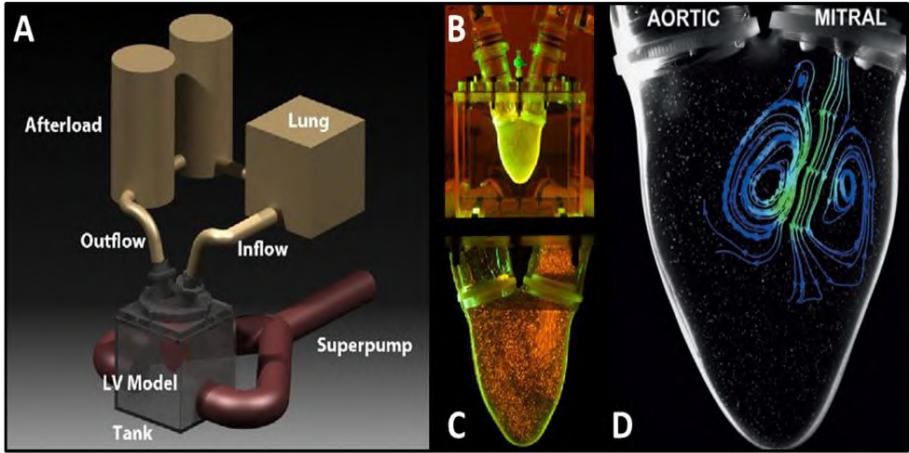 A
Afterload
Lung
Outflow
Inflow
Superpump
LV Model
Tank
B
C
AORTIC
MITRAL
D